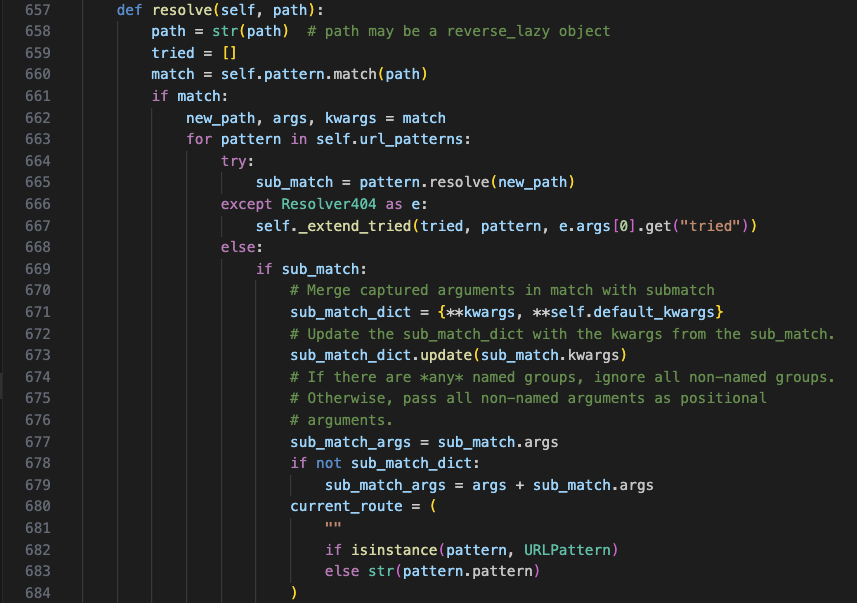 657 def resolve(self, path):
658 path = str(path)  # path may be a reverse_lazy object
659 tried = []
660 match = self.pattern.match(path)
661 if match:
662 new_path, args, kwargs = match
663 for pattern in self.url_patterns:
664 try:
665 sub_match = pattern.resolve(new_path)
666 except Resolver404 as e:
667 self._extend_tried(tried, pattern, e.args[0].get("tried"))
668 else:
669 if sub_match:
670 # Merge captured arguments in match with submatch
671 sub_match_dict = {**kwargs, **self.default_kwargs}
672 # Update the sub_match_dict with the kwargs from the sub_match.
673 sub_match_dict.update(sub_match.kwargs)
674 # If there are *any* named groups, ignore all non-named groups.
675 # Otherwise, pass all non-named arguments as positional
676 # arguments.
677 sub_match_args = sub_match.args
678 if not sub_match_dict:
679 sub_match_args = args + sub_match.args
680 current_route = (
681 ""
682 if isinstance(pattern, URLPattern)
683 else str(pattern.pattern)
684 )